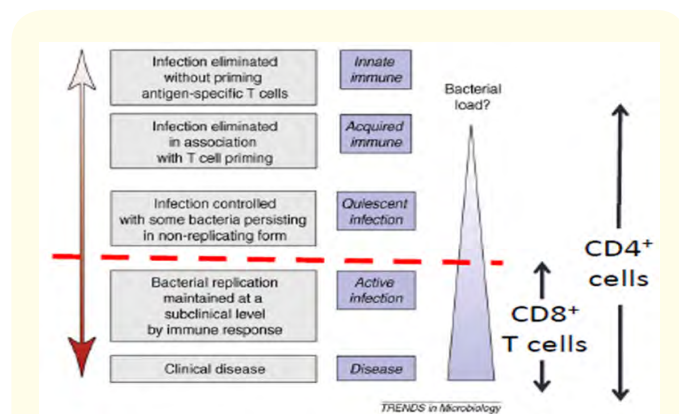 Infection eliminated
without priming
antigen-specific T cells
Innate
immune
Bacterial
load?
Infection eliminated
in association
with T cell priming
Acquired
immune
Infection controlled
with some bacteria persisting
in non-replicating form
Quiescent
infection
CD4+
cells
Bacterial replication
maintained at a
subclinical level
by immune response
Active
infection
CD8+
T cells
Clinical disease
Disease
TRENDS in Microbiology